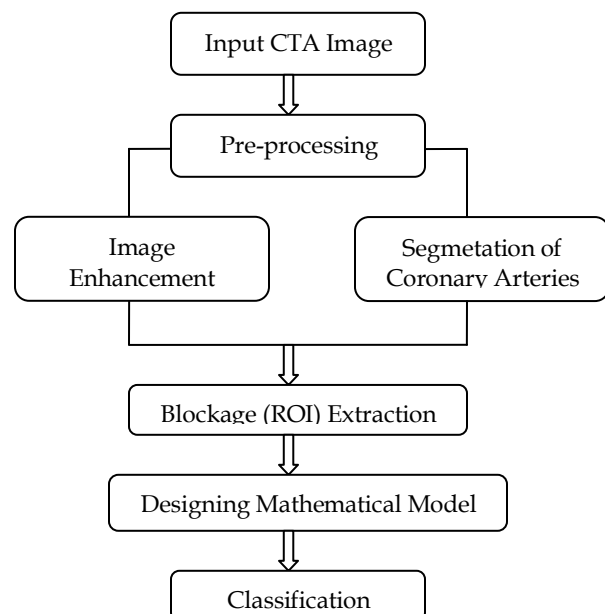 Input CTA Image
Pre-processing
Image
Enhancement
Segmetation of
Coronary Arteries
Blockage (ROI) Extraction
Designing Mathematical Model
Classification